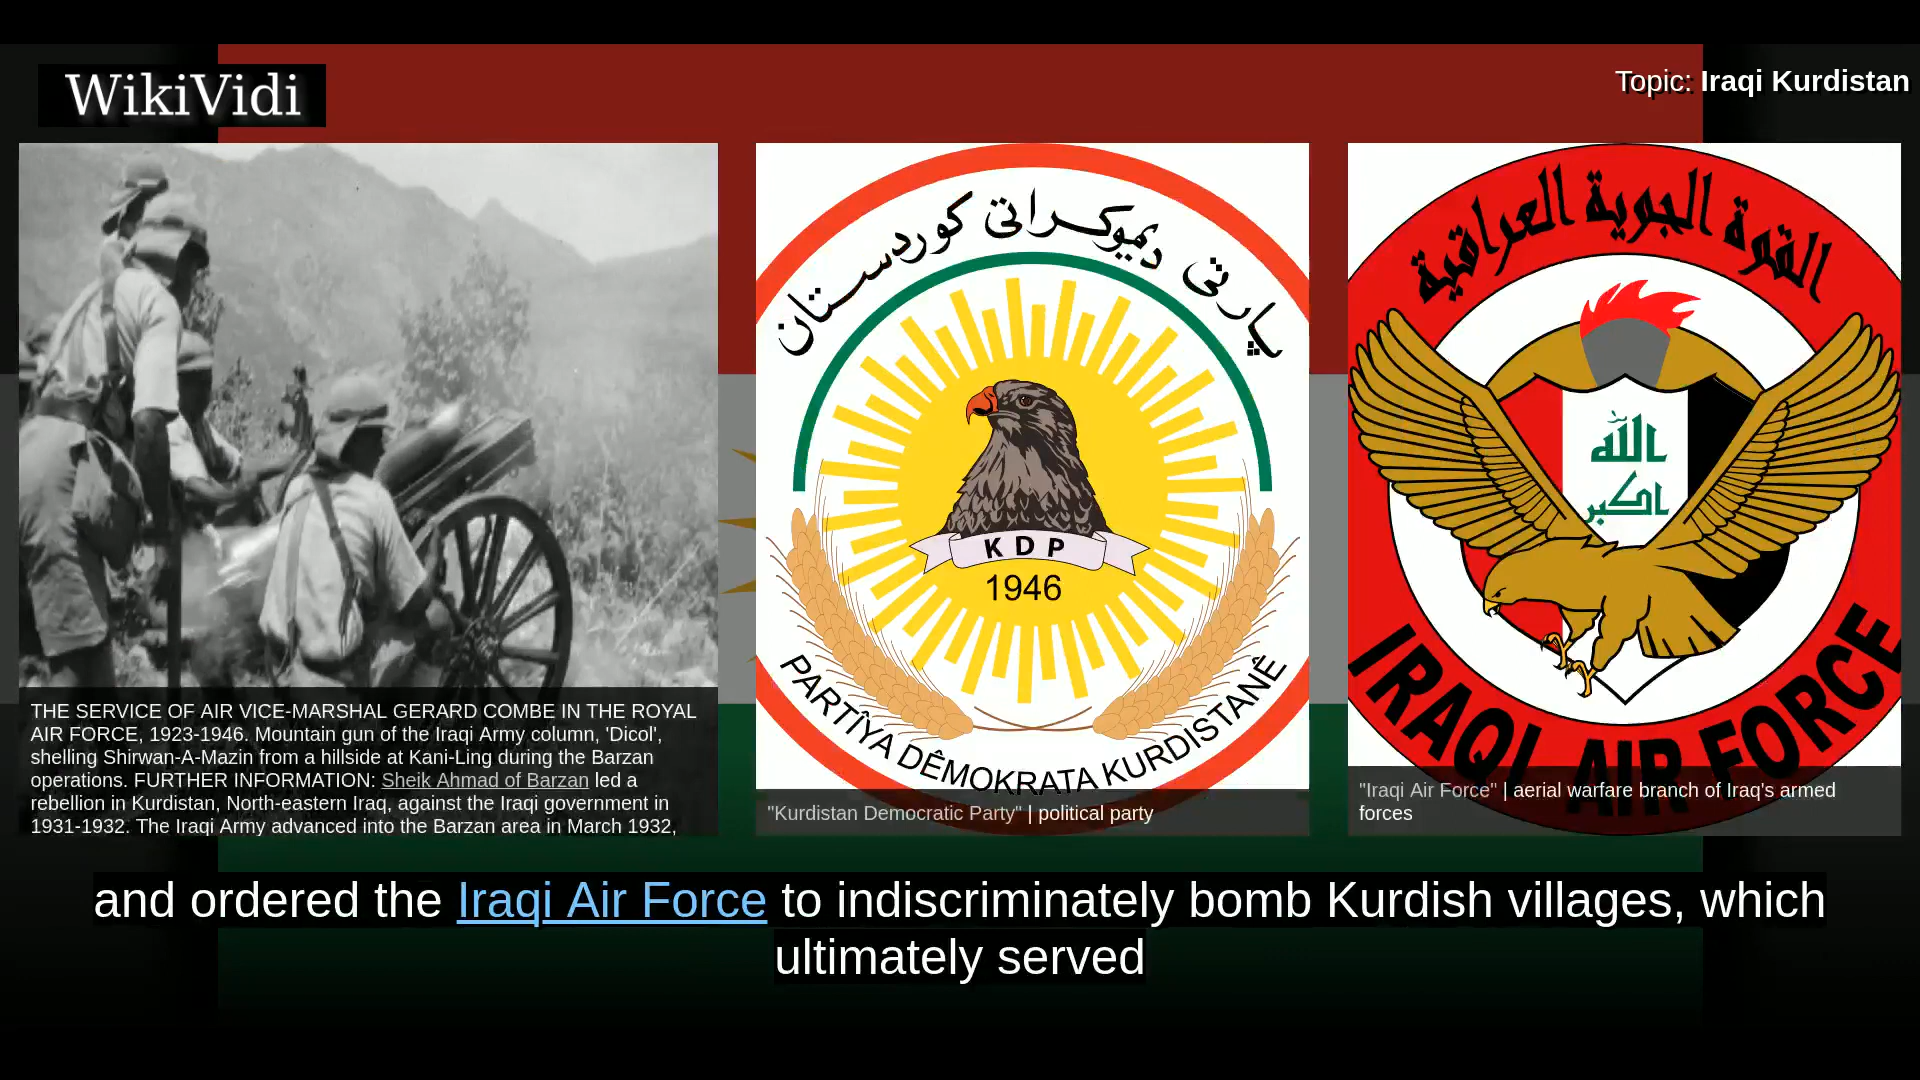 WikiVidi
Topic: Iraqi Kurdistan
THE SERVICE OF AIR VICE-MARSHAL GERARD COMBE IN THE ROYAL
AIR FORCE, 1923-1946. Mountain gun of the Iraqi Army column, 'Dicol',
shelling Shirwan-A-Mazin from a hillside at Kani-Ling during the Barzan
operations. FURTHER INFORMATION: Sheik Ahmad of Barzan led a
rebellion in Kurdistan, North-eastern Iraq, against the Iraqi government in
1931-1932. The Iraqi Army advanced into the Barzan area in March 1932,
پارتی دیموکراتی کوردستان
KDP
1946
PARTÎYA DÊMOKRATA KURDISTANÊ
"Kurdistan Democratic Party" | political party
القوة الجوية العراقية
الله
اكبر
IRAQI AIR FORCE
"Iraqi Air Force" | aerial warfare branch of Iraq's armed
forces
and ordered the Iraqi Air Force to indiscriminately bomb Kurdish villages, which
ultimately served